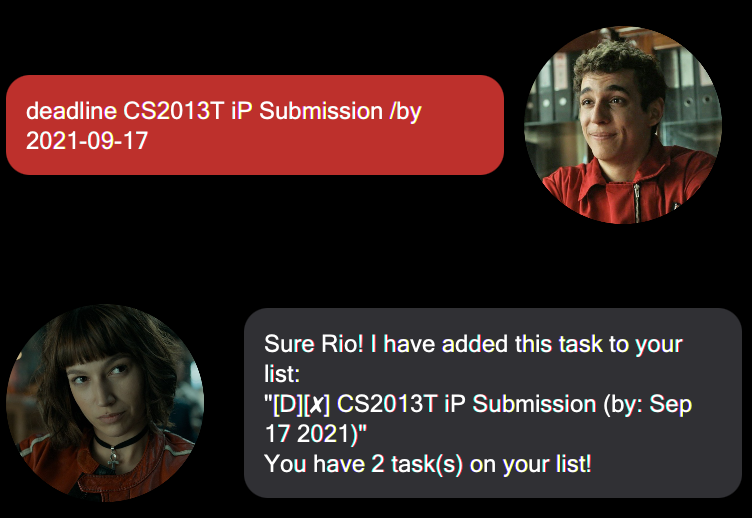 deadline CS2013T iP Submission /by
2021-09-17
Sure Rio! I have added this task to your
list:
"[D][✗] CS2013T iP Submission (by: Sep
17 2021)"
You have 2 task(s) on your list!